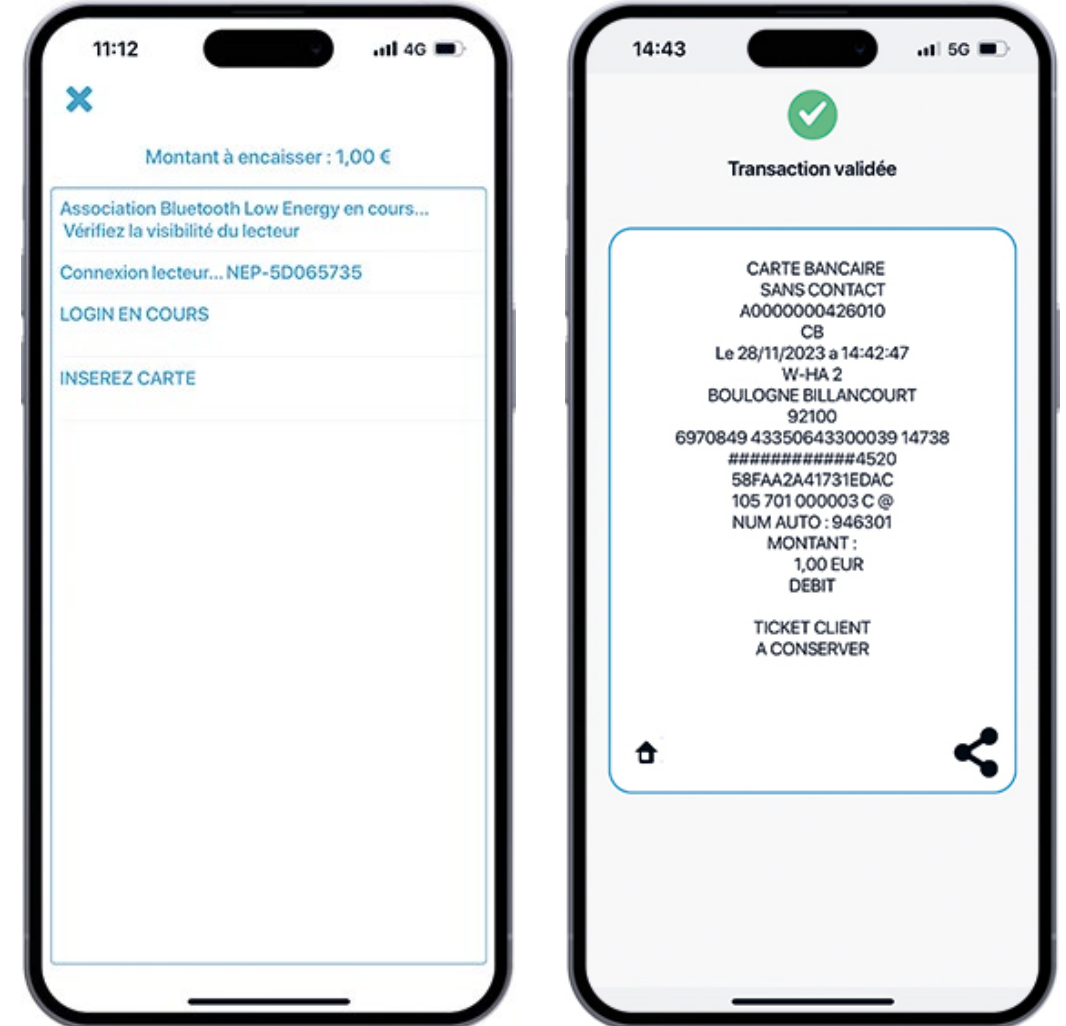 11:12
4G
Montant à encaisser : 1,00 €
Association Bluetooth Low Energy en cours...
Vérifiez la visibilité du lecteur
Connexion lecteur... NEP-5D065735
LOGIN EN COURS
INSEREZ CARTE
14:43
5G
Transaction validée
CARTE BANCAIRE
SANS CONTACT
A0000000426010
CB
Le 28/11/2023 a 14:42:47
W-HA 2
BOULOGNE BILLANCOURT
92100
6970849 43350643300039 14738
############4520
58FAA2A41731EDAC
105 701 000003 C @
NUM AUTO : 946301
MONTANT :
1,00 EUR
DEBIT
TICKET CLIENT
A CONSERVER